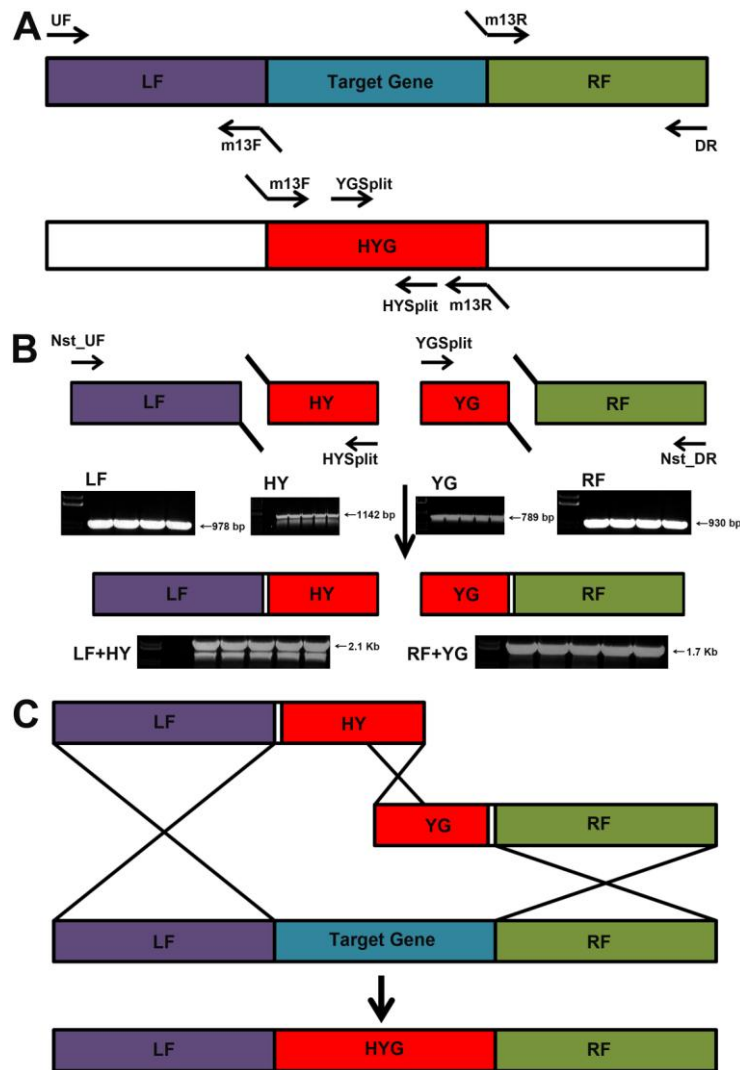 A
UF
m13R
LF
Target Gene
RF
m13F
DR
m13F
YGSplit
HYG
HYSplit
m13R
B
Nst_UF
YGSplit
LF
HY
YG
RF
HYSplit
Nst_DR
LF
HY
YG
RF
←978 bp
←1142 bp
←789 bp
←930 bp
LF
HY
YG
RF
LF+HY
←2.1 Kb
RF+YG
←1.7 Kb
C
LF
HY
YG
RF
LF
Target Gene
RF
LF
HYG
RF